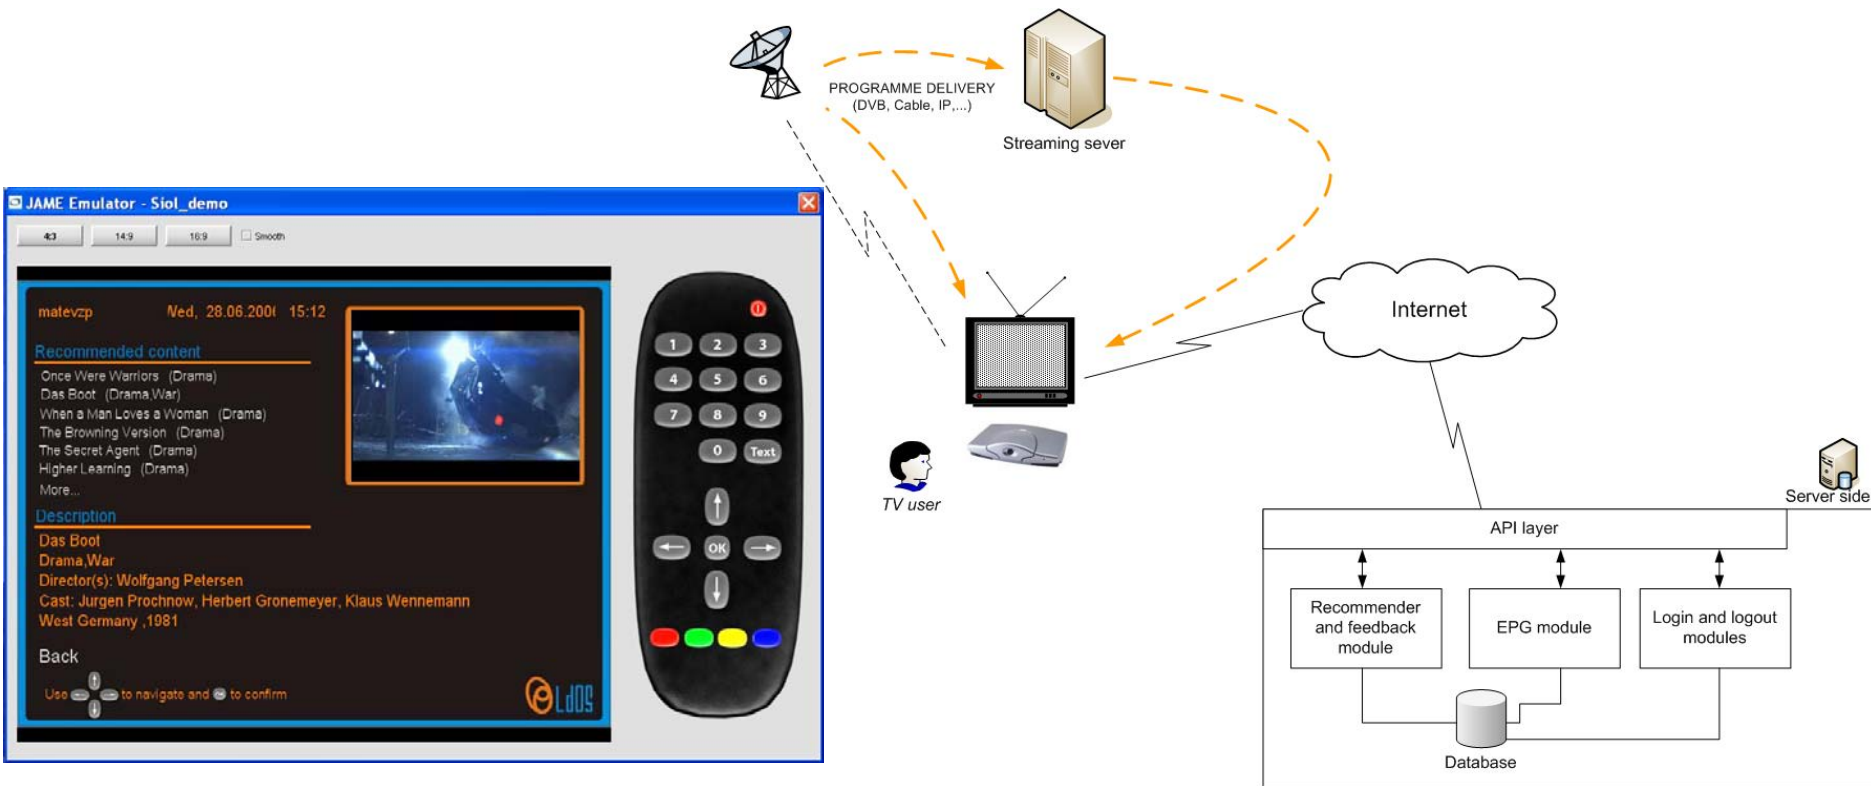 JAME Emulator - Siol_demo
4:3
14:9
16:9
Smooth
matevzp
Wed, 28.06.200
15:12
Recommended content
Once Were Warriors (Drama)
Das Boot (Drama,War)
When a Man Loves a Woman (Drama)
The Browning Version (Drama)
The Secret Agent (Drama)
Higher Learning (Drama)
More...
Description
Das Boot
Drama,War
Director(s): Wolfgang Petersen
Cast: Jurgen Prochnow, Herbert Gronemeyer, Klaus Wennemann
West Germany ,1981
Back
Use to navigate and OK to confirm
LdOS
1 2 3
4 5 6
7 8 9
0 Text
OK
PROGRAMME DELIVERY
(DVB, Cable, IP,...)
Streaming sever
Internet
TV user
Server side
API layer
Recommender
and feedback
module
EPG module
Login and logout
modules
Database